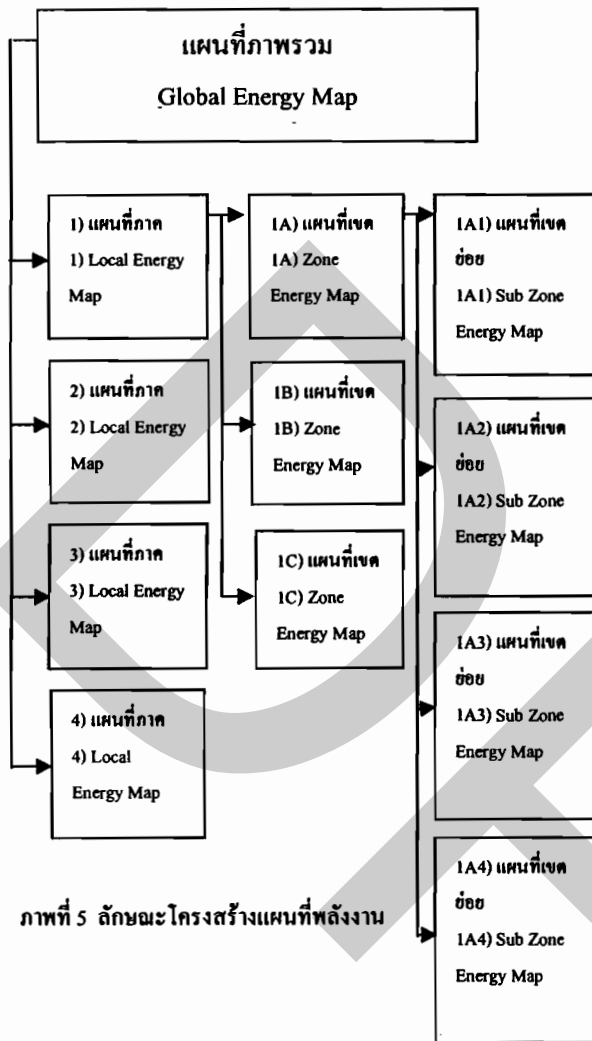 แผนที่ภาพรวม
Global Energy Map
1) แผนที่ภาค
1) Local Energy
Map
2) แผนที่ภาค
2) Local Energy
Map
3) แผนที่ภาค
3) Local Energy
Map
4) แผนที่ภาค
4) Local
Energy Map
1A) แผนที่เขต
1A) Zone
Energy Map
1B) แผนที่เขต
1B) Zone
Energy Map
1C) แผนที่เขต
1C) Zone
Energy Map
1A1) แผนที่เขต
ย่อย
1A1) Sub Zone
Energy Map
1A2) แผนที่เขต
ย่อย
1A2) Sub Zone
Energy Map
1A3) แผนที่เขต
ย่อย
1A3) Sub Zone
Energy Map
1A4) แผนที่เขต
ย่อย
1A4) Sub Zone
Energy Map
ภาพที่ 5 ลักษณะโครงสร้างแผนที่พลังงาน